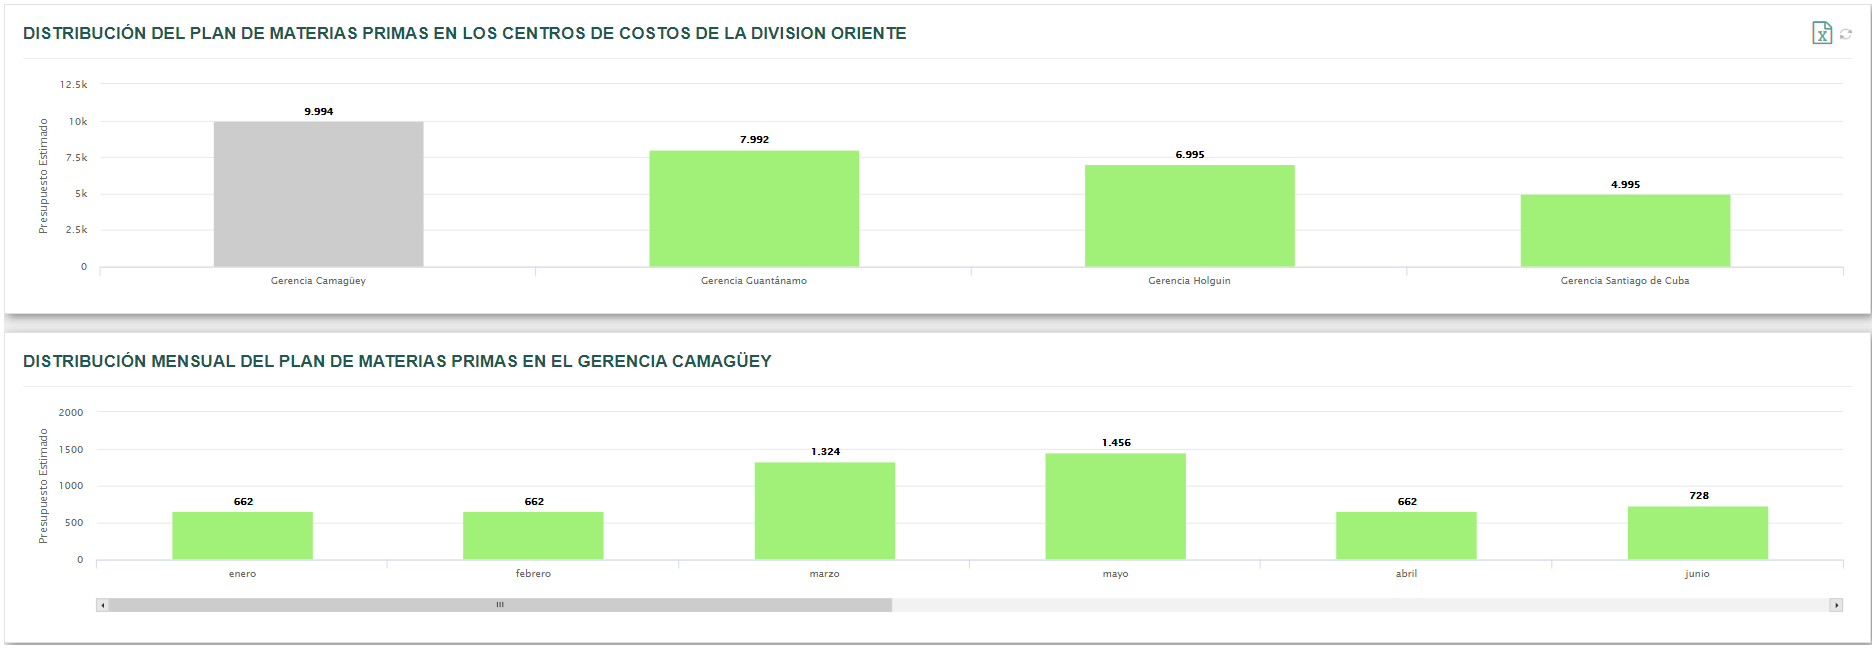 DISTRIBUCIÓN DEL PLAN DE MATERIAS PRIMAS EN LOS CENTROS DE COSTOS DE LA DIVISION ORIENTE
Presupuesto Estimado
12.5k
10k
7.5k
5k
2.5k
0
9.994
7.992
6.995
4.995
Gerencia Camagüey
Gerencia Guantánamo
Gerencia Holguin
Gerencia Santiago de Cuba
DISTRIBUCIÓN MENSUAL DEL PLAN DE MATERIAS PRIMAS EN EL GERENCIA CAMAGÜEY
Presupuesto Estimado
2000
1500
1000
500
0
662
662
1.324
1.456
662
728
enero
febrero
marzo
mayo
abril
junio